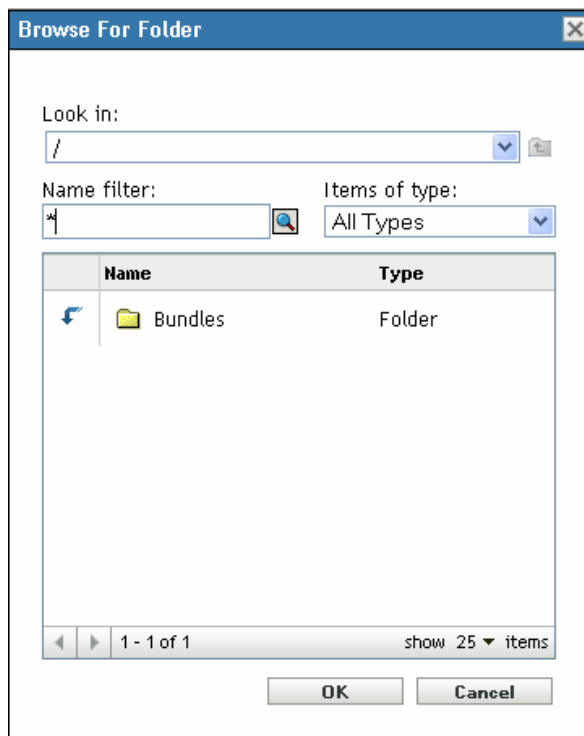 Browse For Folder
Look in:
/
Name filter: Items of type:
* All Types
Name Type
Bundles Folder
1 - 1 of 1 show 25 items
OK Cancel